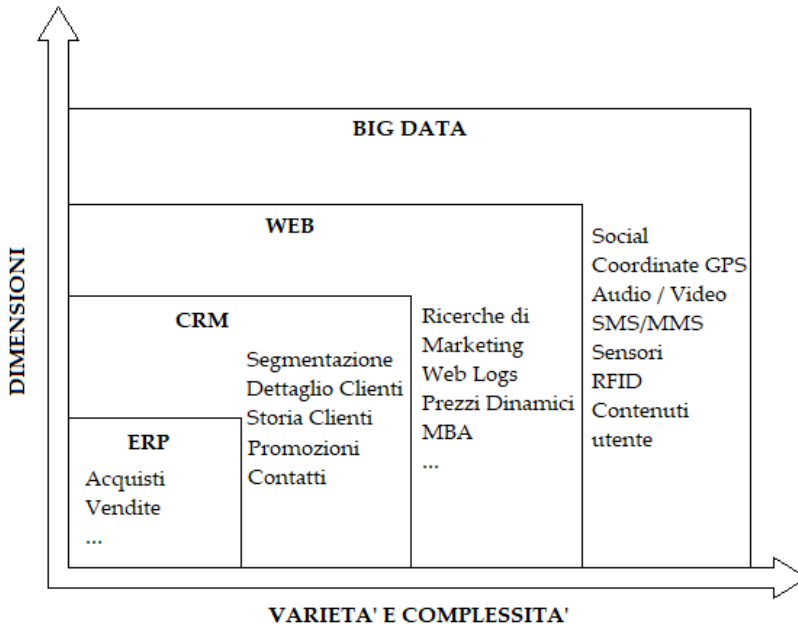 BIG DATA
WEB
CRM
ERP
Acquisti
Vendite
...
Segmentazione
Dettaglio Clienti
Storia Clienti
Promozioni
Contatti
Ricerche di
Marketing
Web Logs
Prezzi Dinamici
MBA
...
Social
Coordinate GPS
Audio / Video
SMS/MMS
Sensori
RFID
Contenuti
utente
DIMENSIONI
VARIETA' E COMPLESSITA'